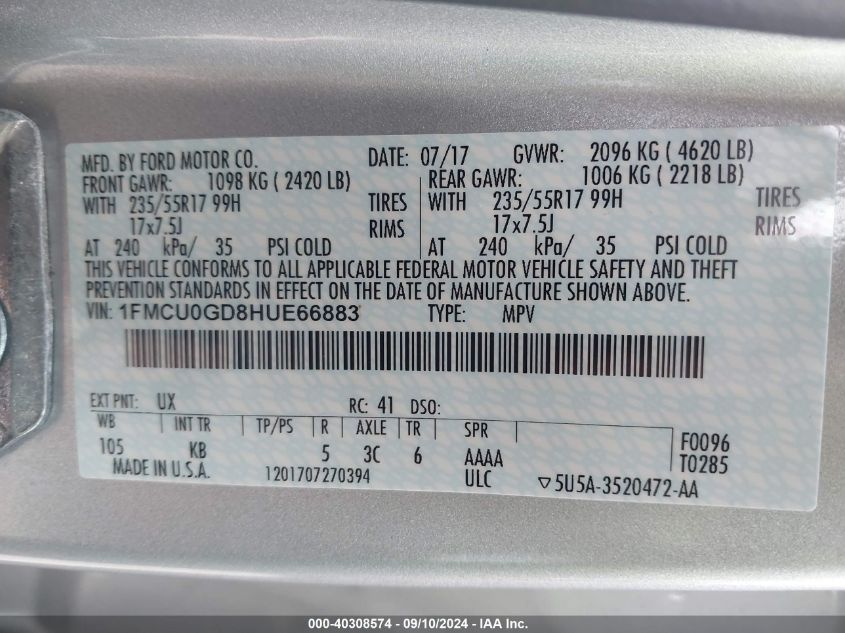 MFD. BY FORD MOTOR CO. DATE: 07/17 GVWR: 2096 KG ( 4620 LB)
FRONT GAWR: 1098 KG ( 2420 LB) REAR GAWR: 1006 KG ( 2218 LB)
WITH 235/55R17 99H TIRES WITH 235/55R17 99H TIRES
17x7.5J RIMS 17x7.5J RIMS
AT 240 kPa/ 35 PSI COLD AT 240 kPa/ 35 PSI COLD
THIS VEHICLE CONFORMS TO ALL APPLICABLE FEDERAL MOTOR VEHICLE SAFETY AND THEFT
PREVENTION STANDARDS IN EFFECT ON THE DATE OF MANUFACTURE SHOWN ABOVE.
VIN: 1FMCU0GD8HUE66883 TYPE: MPV
EXT PNT: UX RC: 41 DSO:
WB INT TR TP/PS R AXLE TR SPR
105 KB 5 3C 6 AAAA
F0096
T0285
MADE IN U.S.A. 1201707270394 ULC ▽5U5A-3520472-AA
000-40308574 - 09/10/2024 - IAA Inc.